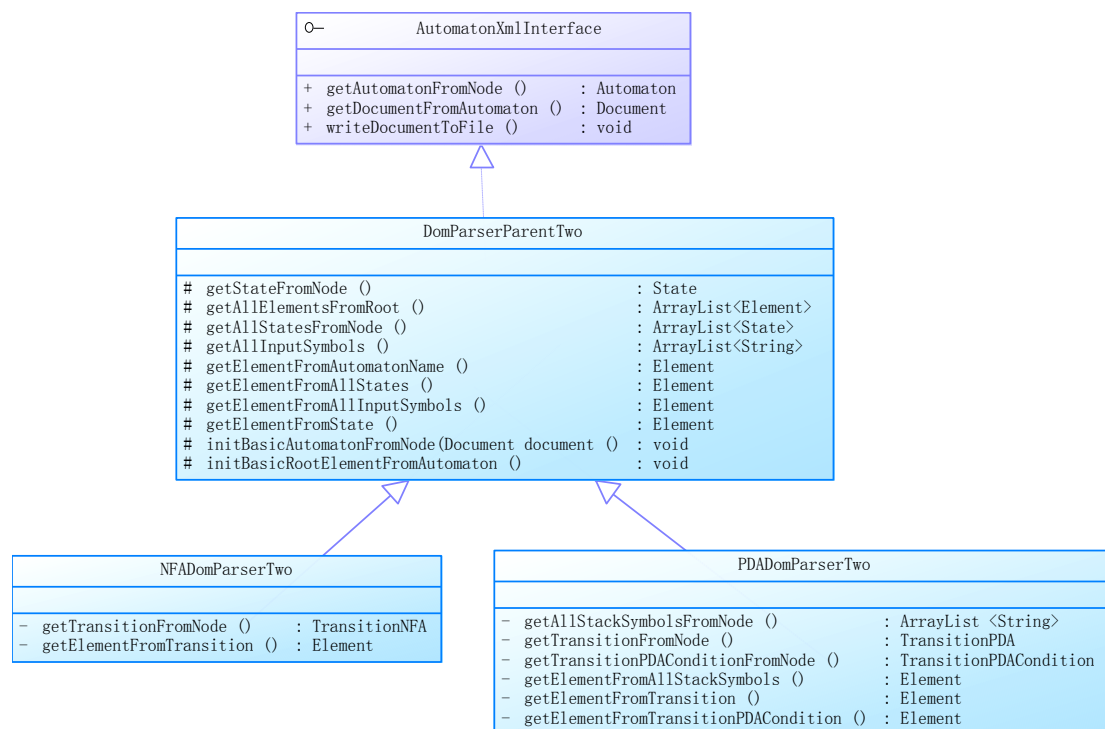 AutomatonXmlInterface
+ getAutomatonFromNode () : Automaton
+ getDocumentFromAutomaton () : Document
+ writeDocumentToFile () : void
DomParserParentTwo
# getStateFromNode () : State
# getAllElementsFromRoot () : ArrayList<Element>
# getAllStatesFromNode () : ArrayList<State>
# getAllInputSymbols () : ArrayList<String>
# getElementFromAutomatonName () : Element
# getElementFromAllStates () : Element
# getElementFromAllInputSymbols () : Element
# getElementFromState () : Element
# initBasicAutomatonFromNode(Document document () : void
# initBasicRootElementFromAutomaton () : void
NFADomParserTwo
- getTransitionFromNode () : TransitionNFA
- getElementFromTransition () : Element
PDADomParserTwo
- getAllStackSymbolsFromNode () : ArrayList <String>
- getTransitionFromNode () : TransitionPDA
- getTransitionPDAConditionFromNode () : TransitionPDACondition
- getElementFromAllStackSymbols () : Element
- getElementFromTransition () : Element
- getElementFromTransitionPDACondition () : Element